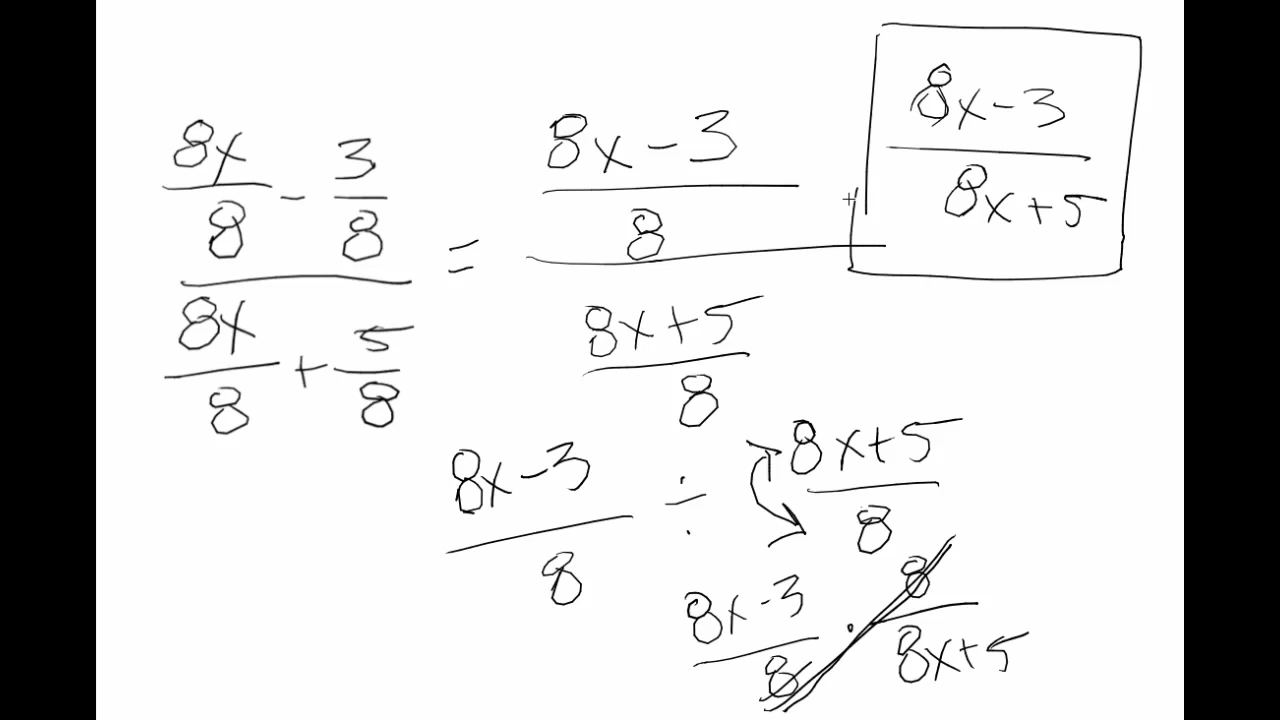 8x/8 - 3/8
8x/8 + 5/8
=
8x - 3
8
8x + 5
8
8x - 3
8x + 5
8x - 3 ÷ 8x + 5
8 8
8x - 3 · 8
8 8x + 5